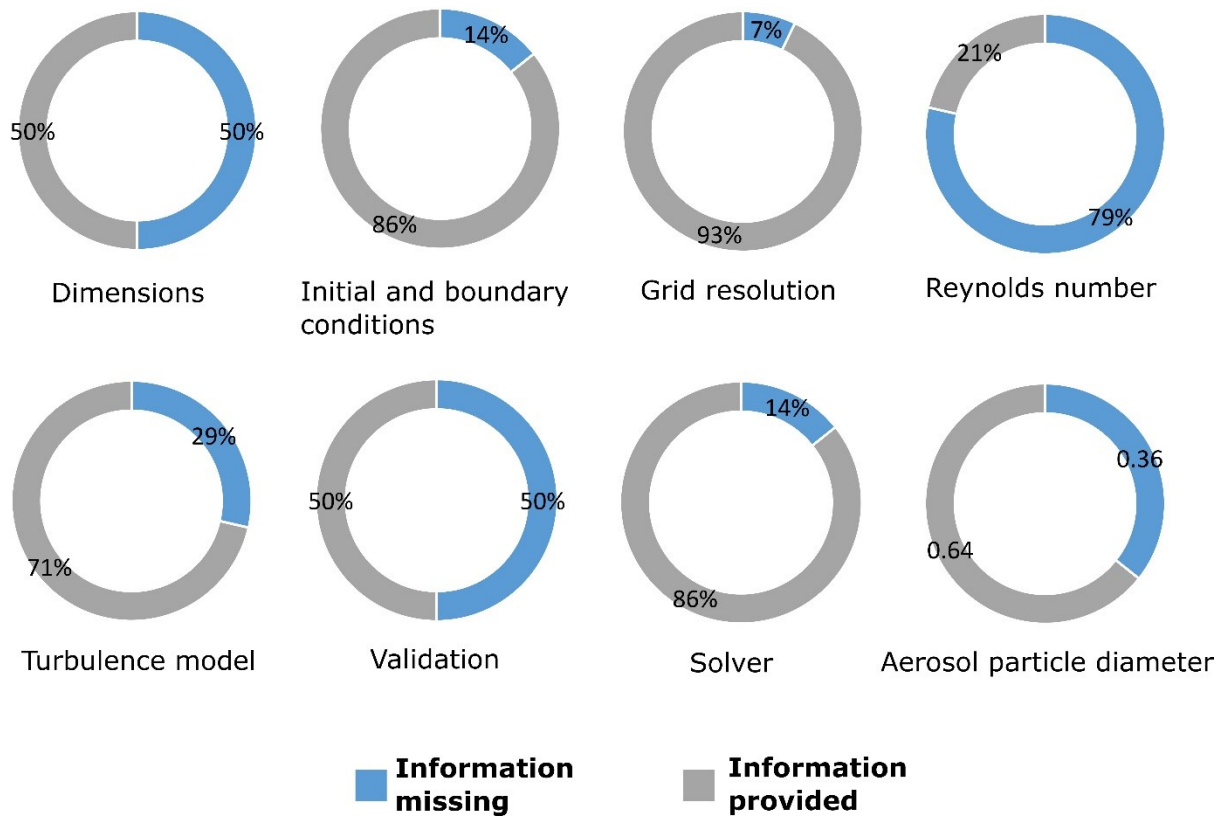 14%
7%
21%
50%
50%
86%
93%
79%
Dimensions
Initial and boundary
conditions
Grid resolution
Reynolds number
14%
29%
0.36
50%
50%
0.64
71%
86%
Turbulence model
Validation
Solver
Aerosol particle diameter
Information
missing
Information
provided